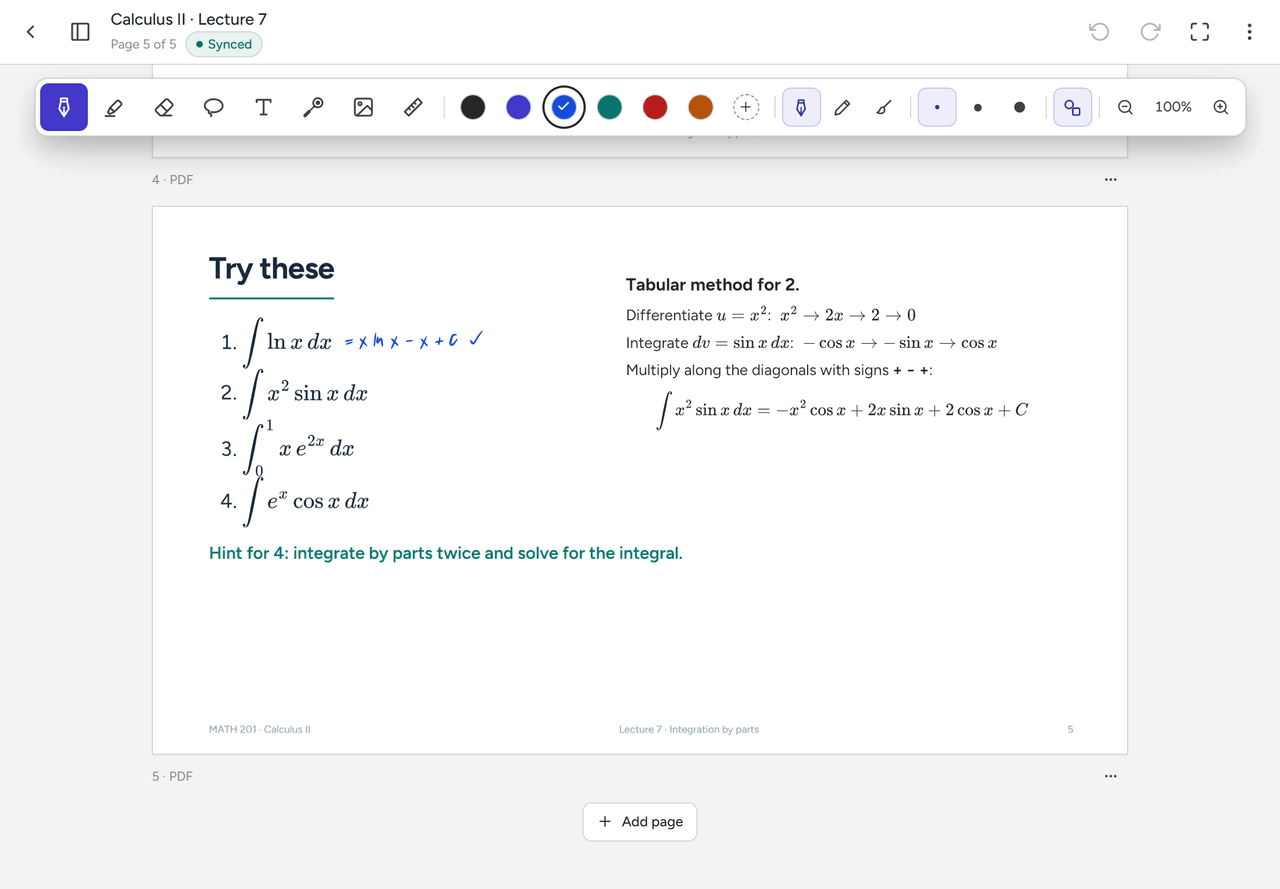 Calculus II · Lecture 7
Page 5 of 5
Synced
T
100%
4 · PDF
Try these
1. ∫ ln x dx = x ln x - x + C ✓
2. ∫ x² sin x dx
3. ∫₀¹ x e²ˣ dx
4. ∫ eˣ cos x dx
Hint for 4: integrate by parts twice and solve for the integral.
Tabular method for 2.
Differentiate u = x²: x² → 2x → 2 → 0
Integrate dv = sin x dx: − cos x → − sin x → cos x
Multiply along the diagonals with signs + - +:
∫ x² sin x dx = −x² cos x + 2x sin x + 2 cos x + C
MATH 201 · Calculus II
Lecture 7 · Integration by parts
5
5 · PDF
+ Add page